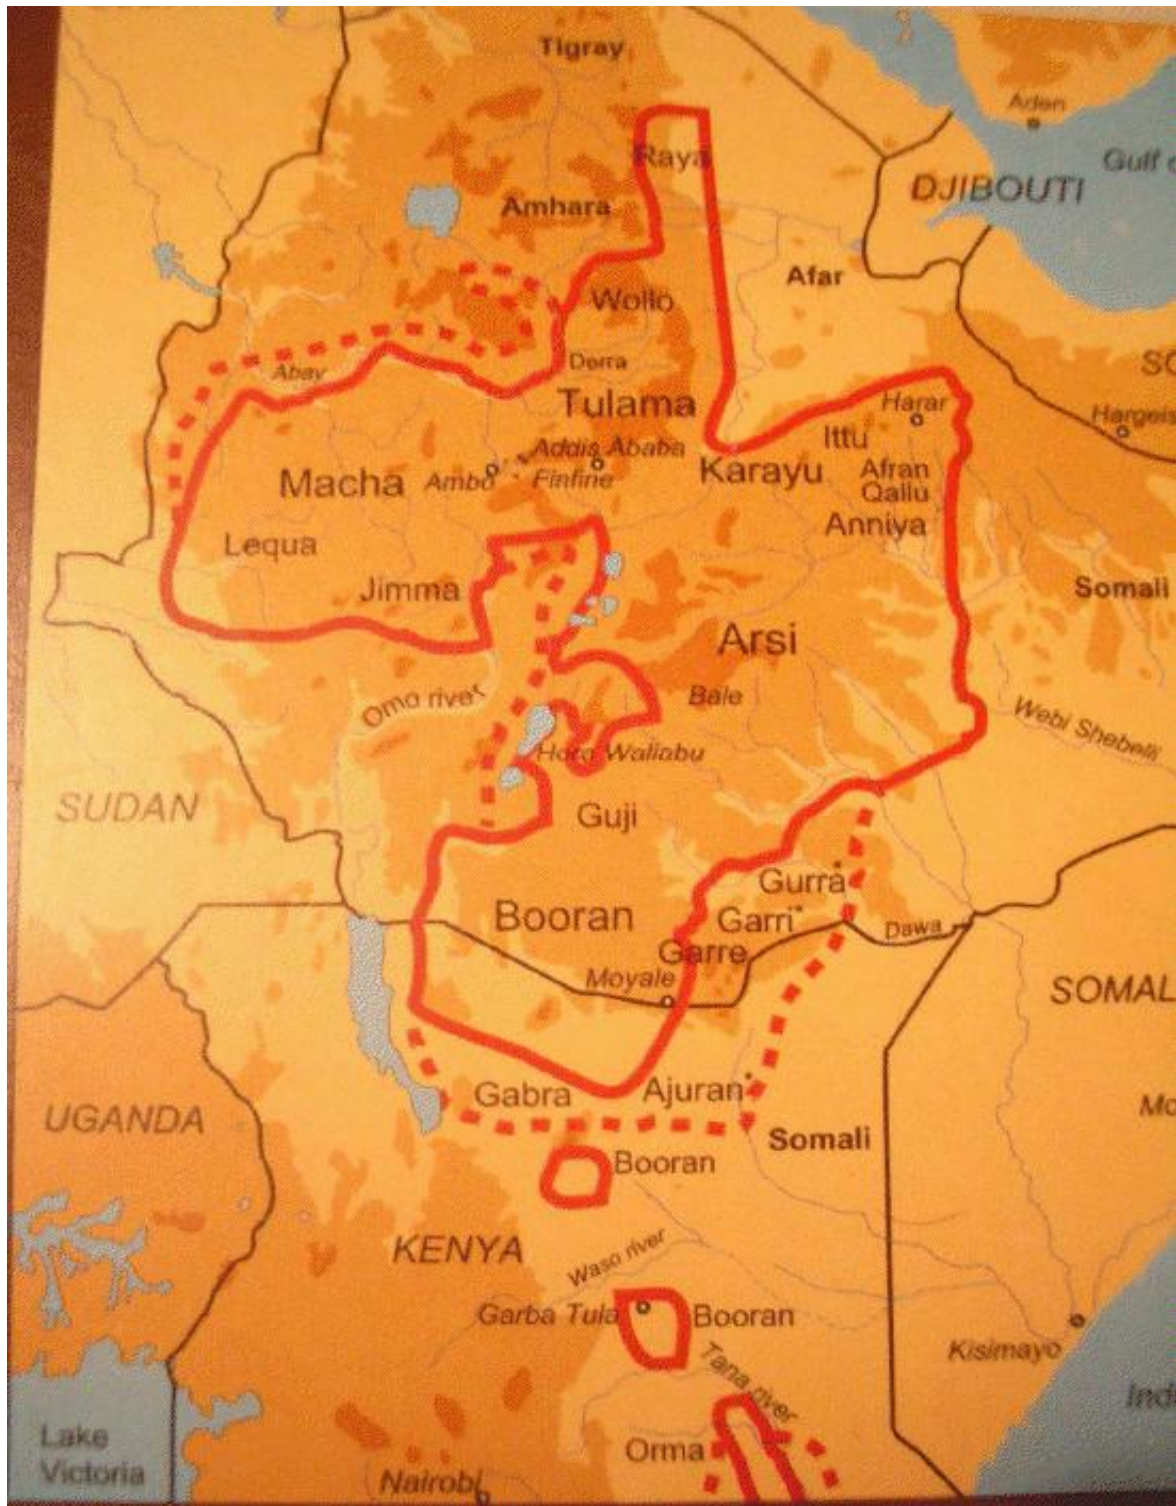 Tigray
Aden
Raya
Gulf
DJIBOUTI
Amhara
Afar
Wollo
Derra
Abay
Tulama
Harar
Hargeis
Ittu
Addis Ababa
Macha
Ambo
Finfine
Karayu
Afran
Qallu
Anniya
Lequa
Jimma
Somali
Arsi
Omo river
Bale
Webi Shebelli
Hora Wallabu
SUDAN
Guji
Gurra
Booran
Garri
Dawa
Garre
Moyale
SOMAL
Gabra
Ajuran
UGANDA
Somali
Booran
KENYA
Waso river
Garba Tula
Booran
Kisimayo
Tana river
Lake
Victoria
Orma
Nairobi